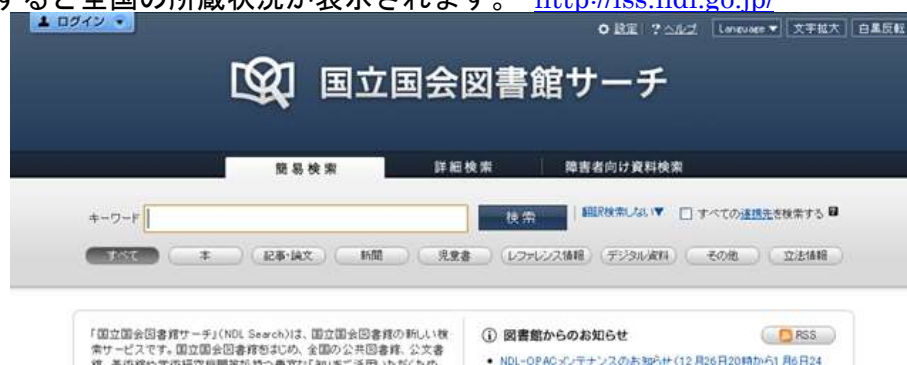 すると全国の所蔵状況が表示されます。 http://iss.ndl.go.jp/
ログイン
設定 ? ヘルプ Language▼ 文字拡大 白黒反転
国立国会図書館サーチ
簡易検索 詳細検索 障害者向け資料検索
キーワード 検索 翻訳検索しない▼ すべての連携先を検索する ?
すべて 本 記事・論文 新聞 児童書 レファレンス情報 デジタル資料 その他 立法情報
「国立国会図書館サーチ」(NDL Search)は、国立国会図書館の新しい検
索サービスです。国立国会図書館をはじめ、全国の公共図書館、公文書
図書館からのお知らせ RSS
• NDL-OPACメンテナンスのお知らせ(12月26日20時から1月6日24